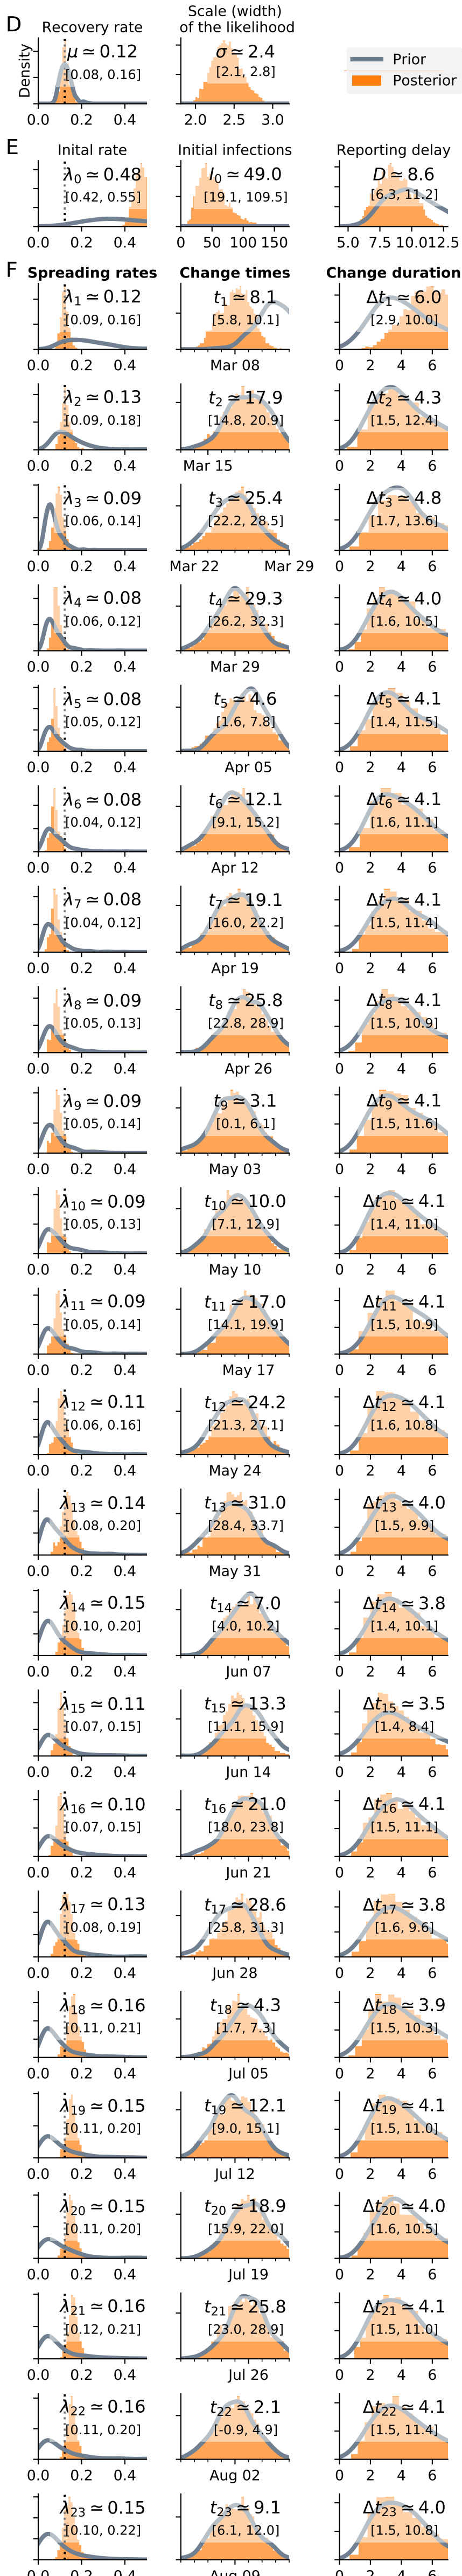 D
Recovery rate
Scale (width)
of the likelihood
Density
μ ≃ 0.12
[0.08, 0.16]
σ ≃ 2.4
[2.1, 2.8]
Prior
Posterior
0.0 0.2 0.4
2.0 2.5 3.0
E
Inital rate
Initial infections
Reporting delay
λ0 ≃ 0.48
[0.42, 0.55]
I0 ≃ 49.0
[19.1, 109.5]
D ≃ 8.6
[6.3, 11.2]
0.0 0.2 0.4
0 50 100 150
5.0 7.5 10.0 12.5
F
Spreading rates
Change times
Change duration
λ1 ≃ 0.12
[0.09, 0.16]
t1 ≃ 8.1
[5.8, 10.1]
Δt1 ≃ 6.0
[2.9, 10.0]
0.0 0.2 0.4
Mar 08
0 2 4 6
λ2 ≃ 0.13
[0.09, 0.18]
t2 ≃ 17.9
[14.8, 20.9]
Δt2 ≃ 4.3
[1.5, 12.4]
0.0 0.2 0.4
Mar 15
0 2 4 6
λ3 ≃ 0.09
[0.06, 0.14]
t3 ≃ 25.4
[22.2, 28.5]
Δt3 ≃ 4.8
[1.7, 13.6]
0.0 0.2 0.4
Mar 22 Mar 29
0 2 4 6
λ4 ≃ 0.08
[0.06, 0.12]
t4 ≃ 29.3
[26.2, 32.3]
Δt4 ≃ 4.0
[1.6, 10.5]
0.0 0.2 0.4
Mar 29
0 2 4 6
λ5 ≃ 0.08
[0.05, 0.12]
t5 ≃ 4.6
[1.6, 7.8]
Δt5 ≃ 4.1
[1.4, 11.5]
0.0 0.2 0.4
Apr 05
0 2 4 6
λ6 ≃ 0.08
[0.04, 0.12]
t6 ≃ 12.1
[9.1, 15.2]
Δt6 ≃ 4.1
[1.6, 11.1]
0.0 0.2 0.4
Apr 12
0 2 4 6
λ7 ≃ 0.08
[0.04, 0.12]
t7 ≃ 19.1
[16.0, 22.2]
Δt7 ≃ 4.1
[1.5, 11.4]
0.0 0.2 0.4
Apr 19
0 2 4 6
λ8 ≃ 0.09
[0.05, 0.13]
t8 ≃ 25.8
[22.8, 28.9]
Δt8 ≃ 4.1
[1.5, 10.9]
0.0 0.2 0.4
Apr 26
0 2 4 6
λ9 ≃ 0.09
[0.05, 0.14]
t9 ≃ 3.1
[0.1, 6.1]
Δt9 ≃ 4.1
[1.5, 11.6]
0.0 0.2 0.4
May 03
0 2 4 6
λ10 ≃ 0.09
[0.05, 0.13]
t10 ≃ 10.0
[7.1, 12.9]
Δt10 ≃ 4.1
[1.4, 11.0]
0.0 0.2 0.4
May 10
0 2 4 6
λ11 ≃ 0.09
[0.05, 0.14]
t11 ≃ 17.0
[14.1, 19.9]
Δt11 ≃ 4.1
[1.5, 10.9]
0.0 0.2 0.4
May 17
0 2 4 6
λ12 ≃ 0.11
[0.06, 0.16]
t12 ≃ 24.2
[21.3, 27.1]
Δt12 ≃ 4.1
[1.6, 10.8]
0.0 0.2 0.4
May 24
0 2 4 6
λ13 ≃ 0.14
[0.08, 0.20]
t13 ≃ 31.0
[28.4, 33.7]
Δt13 ≃ 4.0
[1.5, 9.9]
0.0 0.2 0.4
May 31
0 2 4 6
λ14 ≃ 0.15
[0.10, 0.20]
t14 ≃ 7.0
[4.0, 10.2]
Δt14 ≃ 3.8
[1.4, 10.1]
0.0 0.2 0.4
Jun 07
0 2 4 6
λ15 ≃ 0.11
[0.07, 0.15]
t15 ≃ 13.3
[11.1, 15.9]
Δt15 ≃ 3.5
[1.4, 8.4]
0.0 0.2 0.4
Jun 14
0 2 4 6
λ16 ≃ 0.10
[0.07, 0.15]
t16 ≃ 21.0
[18.0, 23.8]
Δt16 ≃ 4.1
[1.5, 11.1]
0.0 0.2 0.4
Jun 21
0 2 4 6
λ17 ≃ 0.13
[0.08, 0.19]
t17 ≃ 28.6
[25.8, 31.3]
Δt17 ≃ 3.8
[1.6, 9.6]
0.0 0.2 0.4
Jun 28
0 2 4 6
λ18 ≃ 0.16
[0.11, 0.21]
t18 ≃ 4.3
[1.7, 7.3]
Δt18 ≃ 3.9
[1.5, 10.3]
0.0 0.2 0.4
Jul 05
0 2 4 6
λ19 ≃ 0.15
[0.11, 0.20]
t19 ≃ 12.1
[9.0, 15.1]
Δt19 ≃ 4.1
[1.5, 11.0]
0.0 0.2 0.4
Jul 12
0 2 4 6
λ20 ≃ 0.15
[0.11, 0.20]
t20 ≃ 18.9
[15.9, 22.0]
Δt20 ≃ 4.0
[1.6, 10.5]
0.0 0.2 0.4
Jul 19
0 2 4 6
λ21 ≃ 0.16
[0.12, 0.21]
t21 ≃ 25.8
[23.0, 28.9]
Δt21 ≃ 4.1
[1.5, 11.0]
0.0 0.2 0.4
Jul 26
0 2 4 6
λ22 ≃ 0.16
[0.11, 0.20]
t22 ≃ 2.1
[-0.9, 4.9]
Δt22 ≃ 4.1
[1.5, 11.4]
0.0 0.2 0.4
Aug 02
0 2 4 6
λ23 ≃ 0.15
[0.10, 0.22]
t23 ≃ 9.1
[6.1, 12.0]
Δt23 ≃ 4.0
[1.5, 10.8]